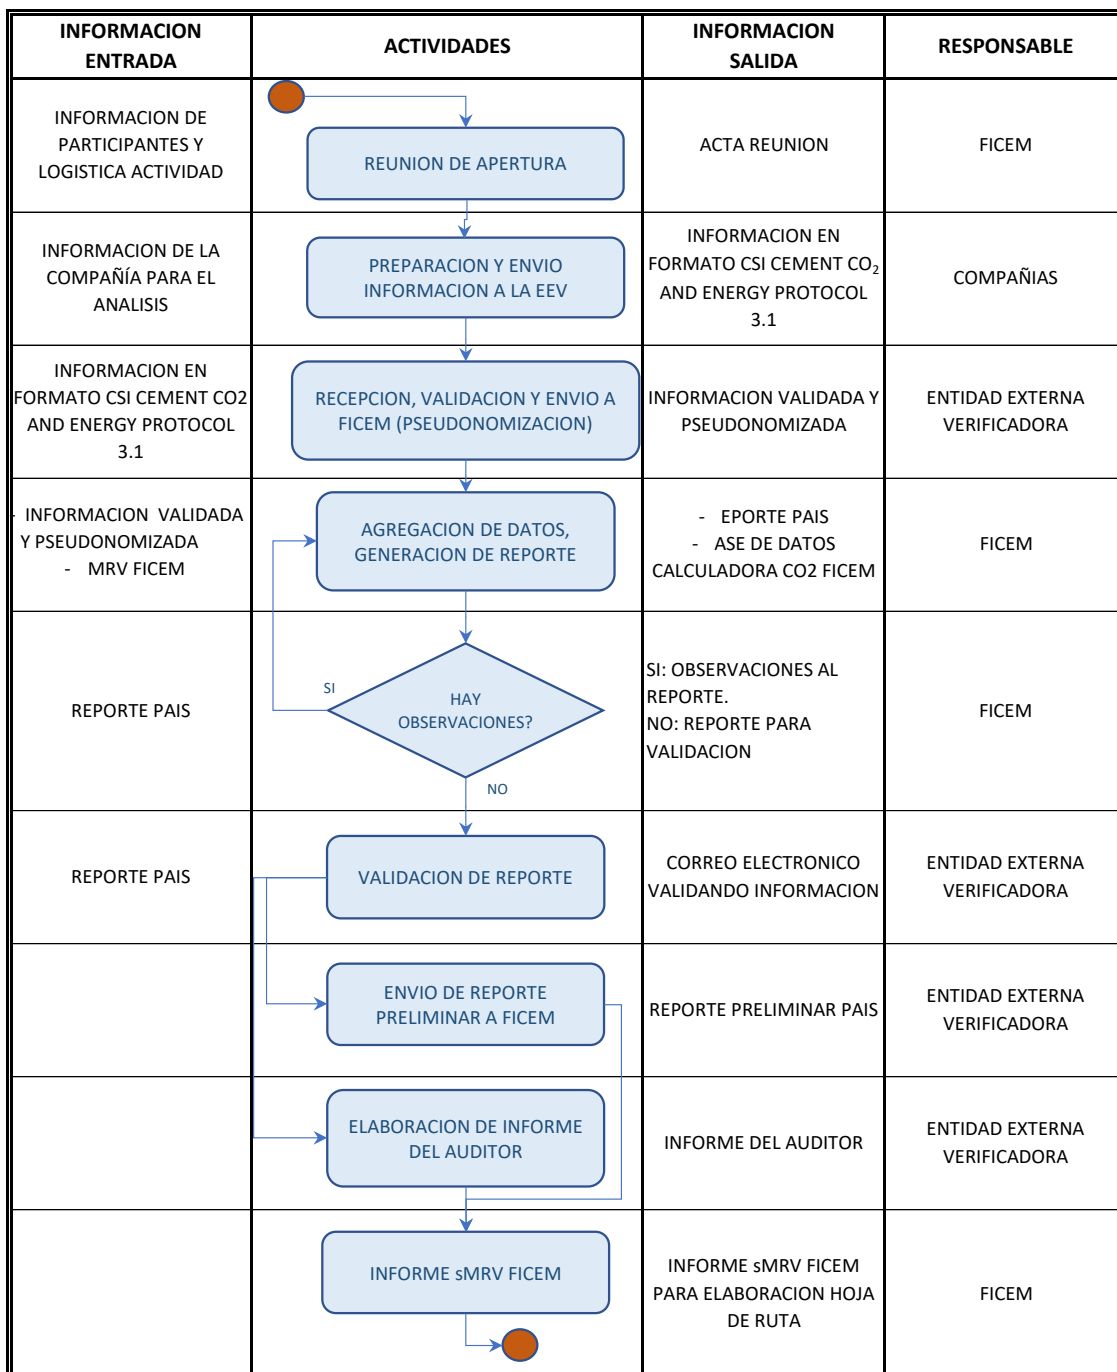 INFORMACION
ENTRADA
ACTIVIDADES
INFORMACION
SALIDA
RESPONSABLE
INFORMACION DE
PARTICIPANTES Y
LOGISTICA ACTIVIDAD
REUNION DE APERTURA
ACTA REUNION
FICEM
INFORMACION DE LA
COMPAÑÍA PARA EL
ANALISIS
PREPARACION Y ENVIO
INFORMACION A LA EEV
INFORMACION EN
FORMATO CSI CEMENT CO₂
AND ENERGY PROTOCOL
3.1
COMPAÑIAS
INFORMACION EN
FORMATO CSI CEMENT CO2
AND ENERGY PROTOCOL
3.1
RECEPCION, VALIDACION Y ENVIO A
FICEM (PSEUDONOMIZACION)
INFORMACION VALIDADA Y
PSEUDONOMIZADA
ENTIDAD EXTERNA
VERIFICADORA
- INFORMACION VALIDADA
Y PSEUDONOMIZADA
- MRV FICEM
AGREGACION DE DATOS,
GENERACION DE REPORTE
- EPORTE PAIS
- ASE DE DATOS
CALCULADORA CO2 FICEM
FICEM
REPORTE PAIS
SI
HAY
OBSERVACIONES?
NO
SI: OBSERVACIONES AL
REPORTE.
NO: REPORTE PARA
VALIDACION
FICEM
REPORTE PAIS
VALIDACION DE REPORTE
CORREO ELECTRONICO
VALIDANDO INFORMACION
ENTIDAD EXTERNA
VERIFICADORA
ENVIO DE REPORTE
PRELIMINAR A FICEM
REPORTE PRELIMINAR PAIS
ENTIDAD EXTERNA
VERIFICADORA
ELABORACION DE INFORME
DEL AUDITOR
INFORME DEL AUDITOR
ENTIDAD EXTERNA
VERIFICADORA
INFORME sMRV FICEM
INFORME sMRV FICEM
PARA ELABORACION HOJA
DE RUTA
FICEM